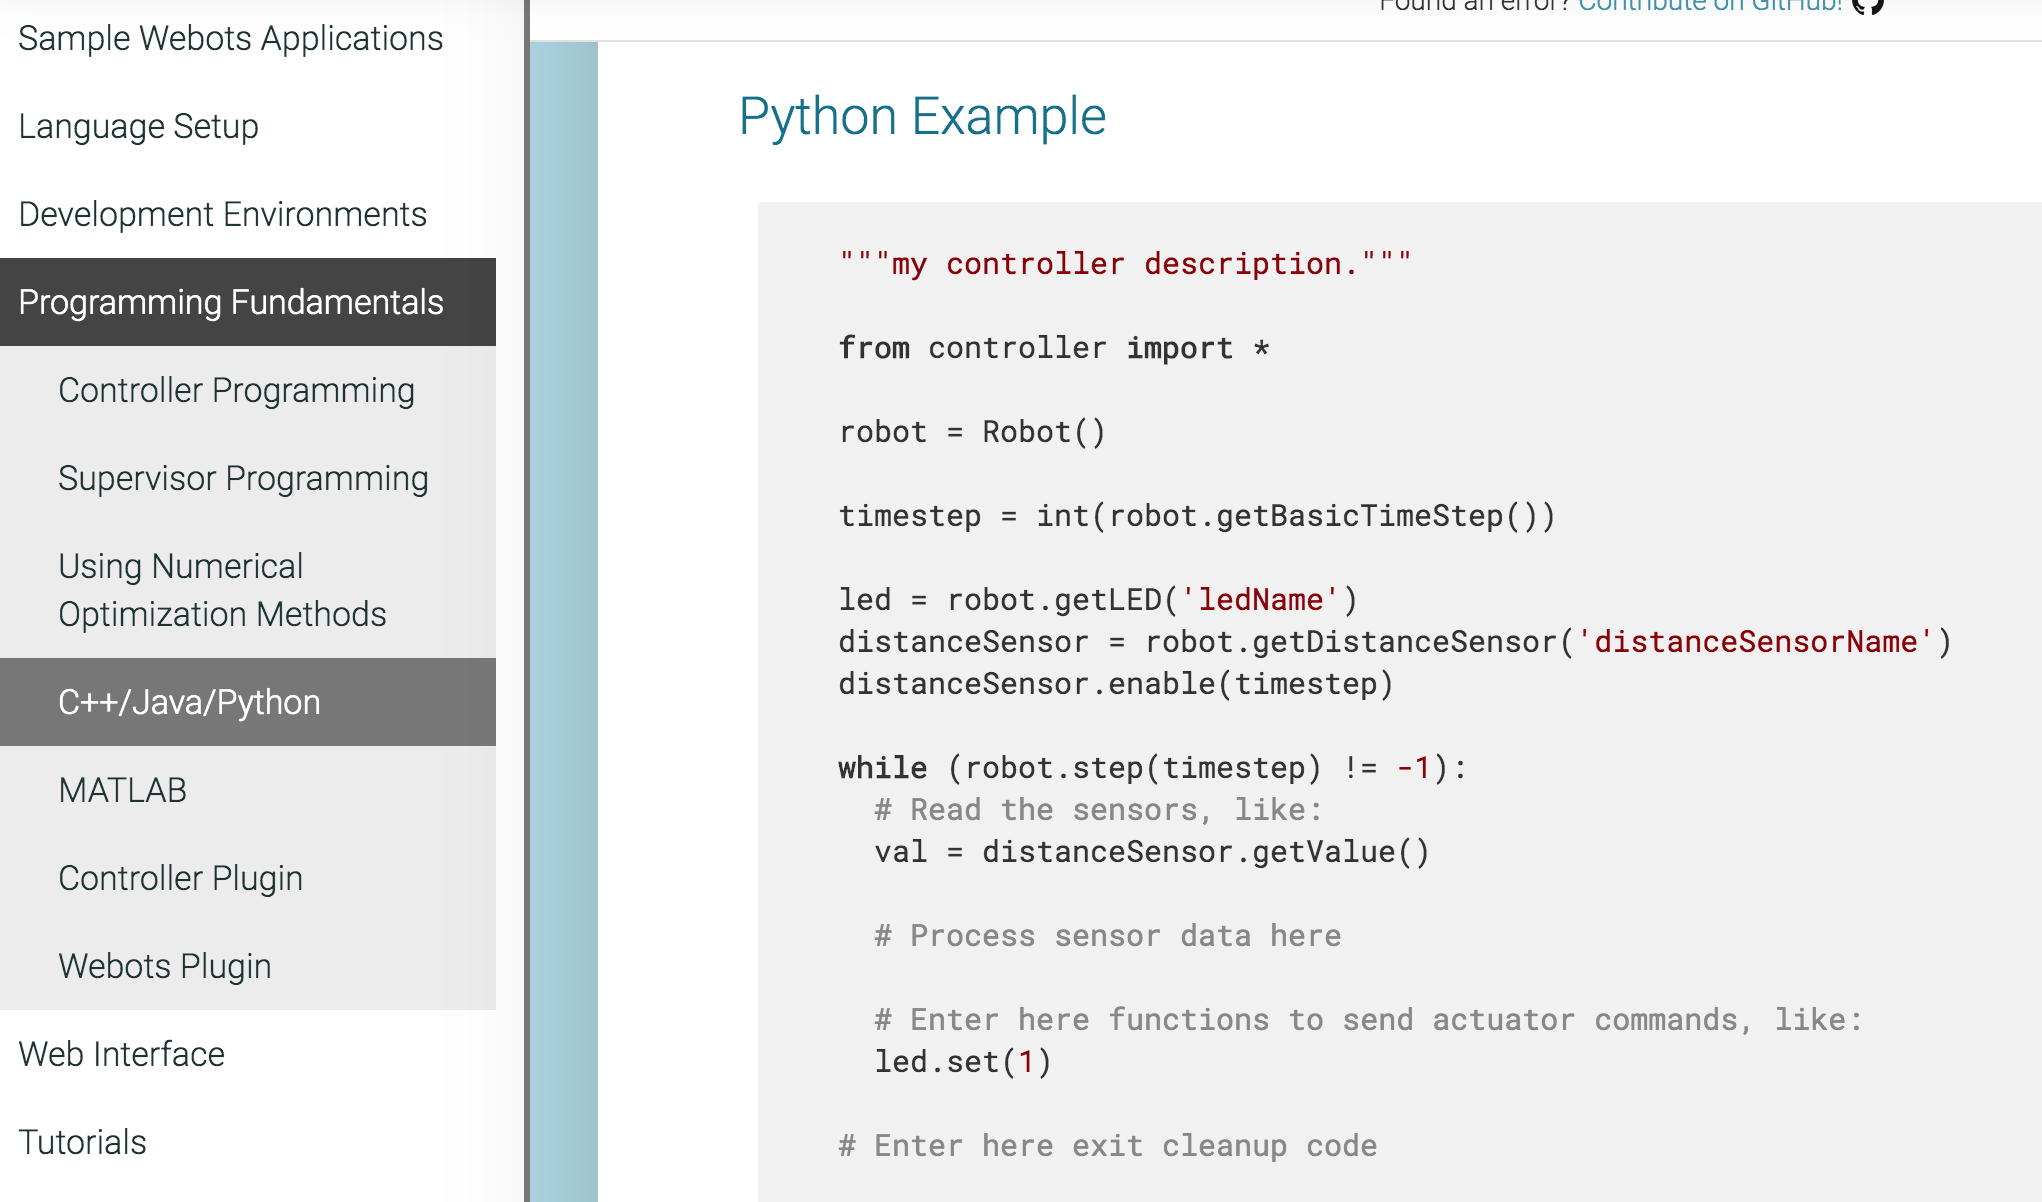 Found an error? Contribute on GitHub!
Sample Webots Applications
Language Setup
Development Environments
Programming Fundamentals
Controller Programming
Supervisor Programming
Using Numerical
Optimization Methods
C++/Java/Python
MATLAB
Controller Plugin
Webots Plugin
Web Interface
Tutorials
Python Example
"""my controller description."""
from controller import *
robot = Robot()
timestep = int(robot.getBasicTimeStep())
led = robot.getLED('ledName')
distanceSensor = robot.getDistanceSensor('distanceSensorName')
distanceSensor.enable(timestep)
while (robot.step(timestep) != -1):
  # Read the sensors, like:
  val = distanceSensor.getValue()
  # Process sensor data here
  # Enter here functions to send actuator commands, like:
  led.set(1)
# Enter here exit cleanup code